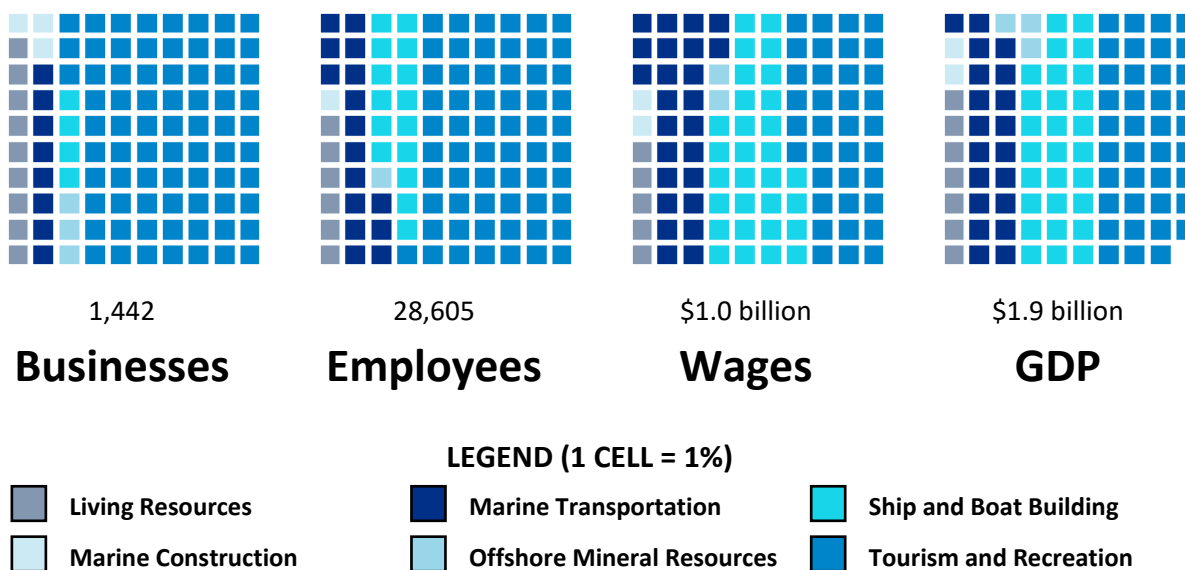 1,442 28,605 $1.0 billion $1.9 billion
Businesses Employees Wages GDP
LEGEND (1 CELL = 1%)
Living Resources Marine Transportation Ship and Boat Building
Marine Construction Offshore Mineral Resources Tourism and Recreation